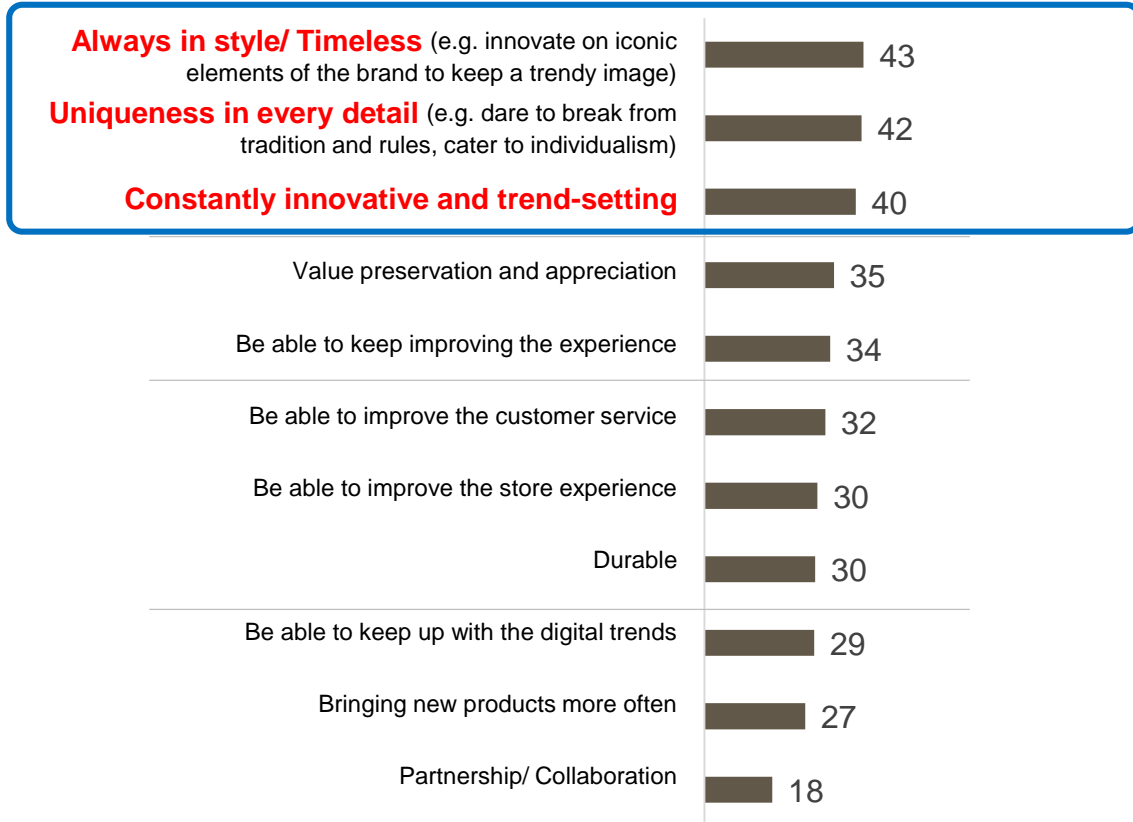 Always in style/ Timeless (e.g. innovate on iconic
elements of the brand to keep a trendy image)
43
Uniqueness in every detail (e.g. dare to break from
tradition and rules, cater to individualism)
42
Constantly innovative and trend-setting
40
Value preservation and appreciation
35
Be able to keep improving the experience
34
Be able to improve the customer service
32
Be able to improve the store experience
30
Durable
30
Be able to keep up with the digital trends
29
Bringing new products more often
27
Partnership/ Collaboration
18